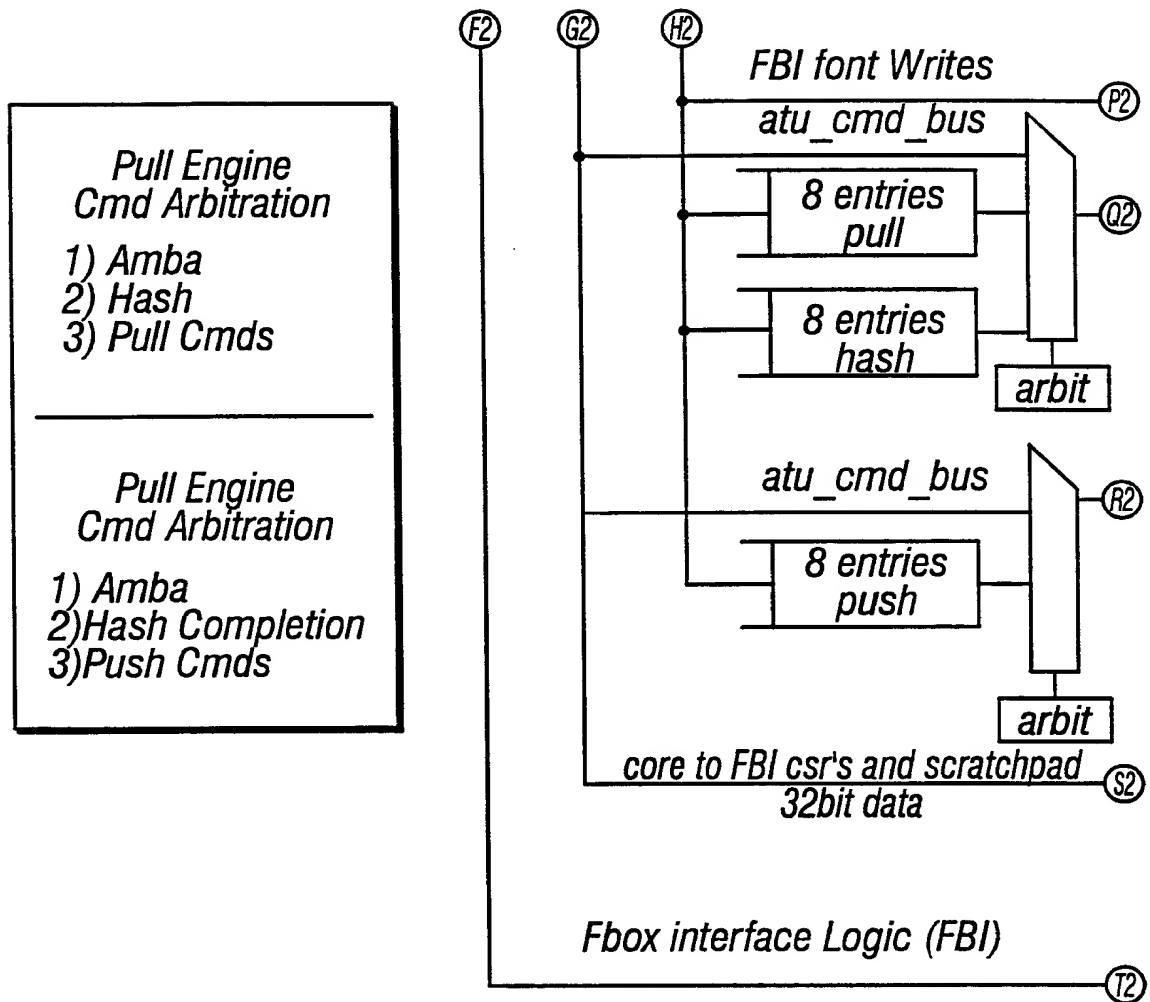 F2
G2
H2
FBI font Writes
P2
atu_cmd_bus
8 entries
pull
Q2
8 entries
hash
arbit
Pull Engine
Cmd Arbitration
1) Amba
2) Hash
3) Pull Cmds
Pull Engine
Cmd Arbitration
1) Amba
2)Hash Completion
3)Push Cmds
atu_cmd_bus
R2
8 entries
push
arbit
core to FBI csr's and scratchpad
32bit data
S2
Fbox interface Logic (FBI)
T2